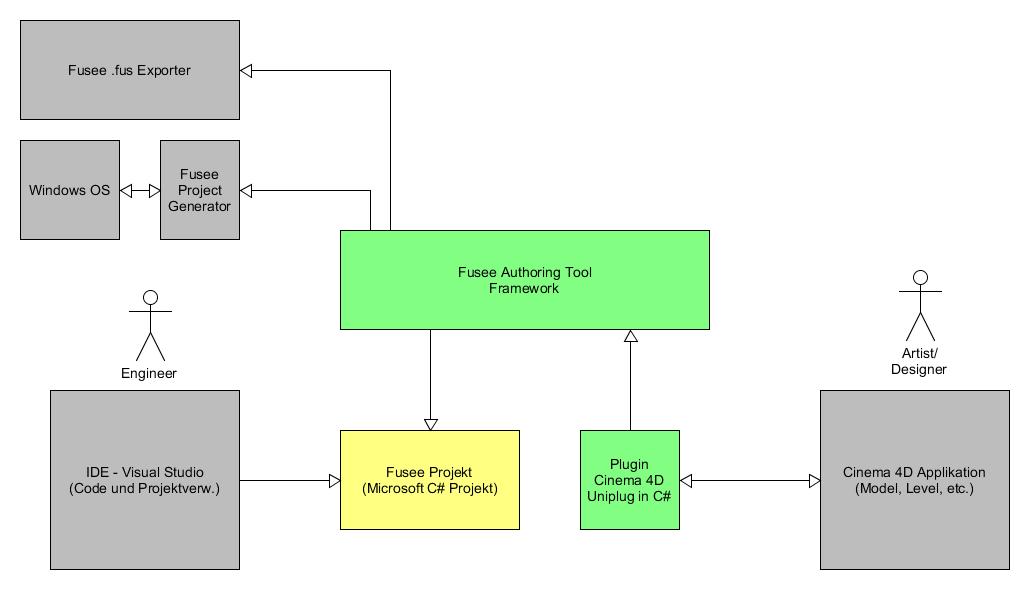 Fusee .fus Exporter
Windows OS
Fusee
Project
Generator
Fusee Authoring Tool
Framework
Engineer
Artist/
Designer
IDE - Visual Studio
(Code und Projektverw.)
Fusee Projekt
(Microsoft C# Projekt)
Plugin
Cinema 4D
Uniplug in C#
Cinema 4D Applikation
(Model, Level, etc.)